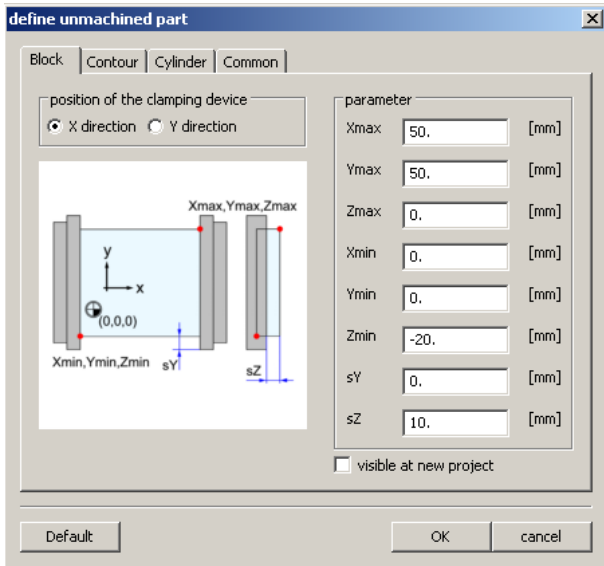 define unmachined part
Block Contour Cylinder Common
position of the clamping device
X direction Y direction
Xmax,Ymax,Zmax
y
x
(0,0,0)
Xmin,Ymin,Zmin
sY
sZ
parameter
Xmax 50. [mm]
Ymax 50. [mm]
Zmax 0. [mm]
Xmin 0. [mm]
Ymin 0. [mm]
Zmin -20. [mm]
sY 0. [mm]
sZ 10. [mm]
visible at new project
Default OK cancel